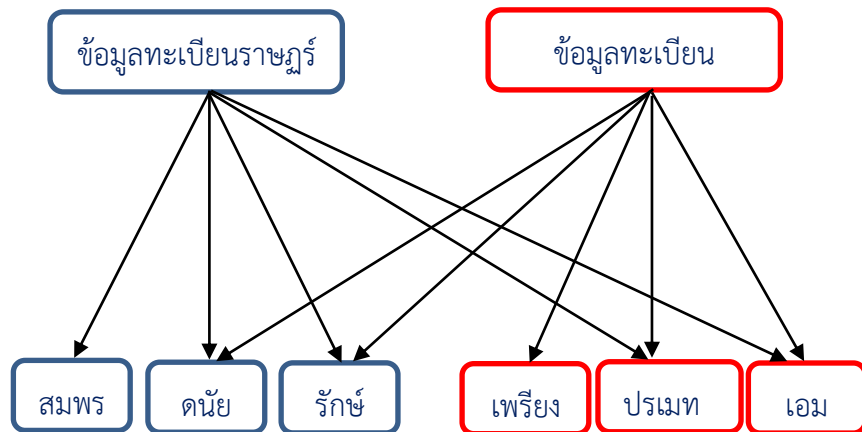 ข้อมูลทะเบียนราษฎร์
ข้อมูลทะเบียน
สมพร
ดนัย
รักษ์
เพรียง
ปรเมท
เอม